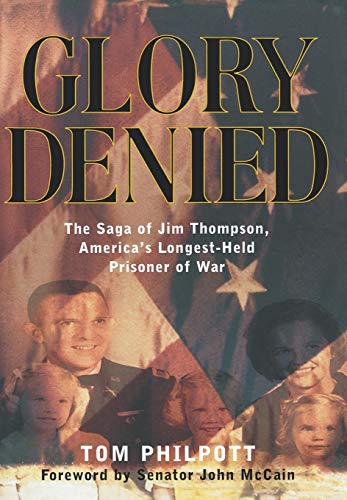 GLORY
DENIED
The Saga of Jim Thompson,
America's Longest-Held
Prisoner of War
TOM PHILPOTT
Foreword by Senator John McCain